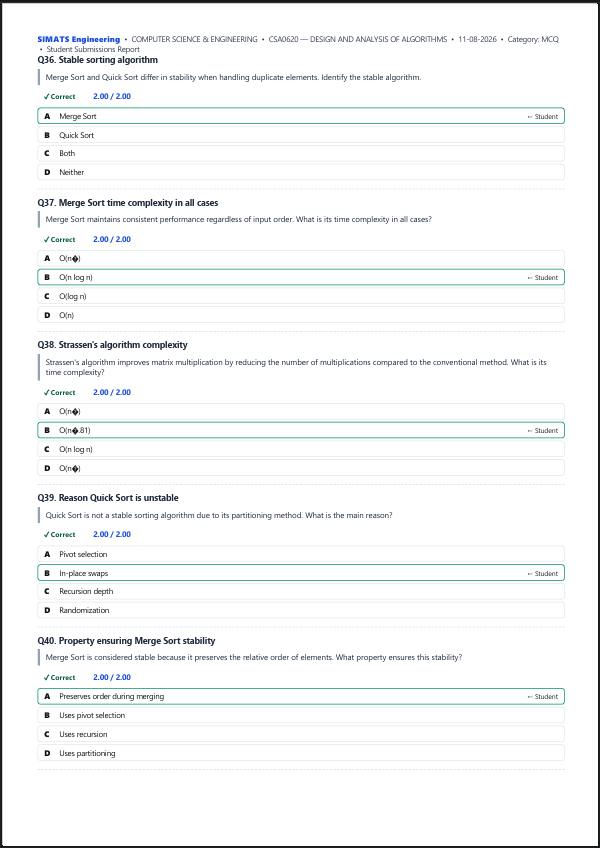 SIMATS Engineering • COMPUTER SCIENCE & ENGINEERING • CSA0620 — DESIGN AND ANALYSIS OF ALGORITHMS • 11-08-2026 • Category: MCQ
• Student Submissions Report
Q36. Stable sorting algorithm
Merge Sort and Quick Sort differ in stability when handling duplicate elements. Identify the stable algorithm.
✓ Correct 2.00 / 2.00
A Merge Sort ← Student
B Quick Sort
C Both
D Neither
Q37. Merge Sort time complexity in all cases
Merge Sort maintains consistent performance regardless of input order. What is its time complexity in all cases?
✓ Correct 2.00 / 2.00
A O(n�)
B O(n log n) ← Student
C O(log n)
D O(n)
Q38. Strassen's algorithm complexity
Strassen's algorithm improves matrix multiplication by reducing the number of multiplications compared to the conventional method. What is its
time complexity?
✓ Correct 2.00 / 2.00
A O(n�)
B O(n�.81) ← Student
C O(n log n)
D O(n�)
Q39. Reason Quick Sort is unstable
Quick Sort is not a stable sorting algorithm due to its partitioning method. What is the main reason?
✓ Correct 2.00 / 2.00
A Pivot selection
B In-place swaps ← Student
C Recursion depth
D Randomization
Q40. Property ensuring Merge Sort stability
Merge Sort is considered stable because it preserves the relative order of elements. What property ensures this stability?
✓ Correct 2.00 / 2.00
A Preserves order during merging ← Student
B Uses pivot selection
C Uses recursion
D Uses partitioning